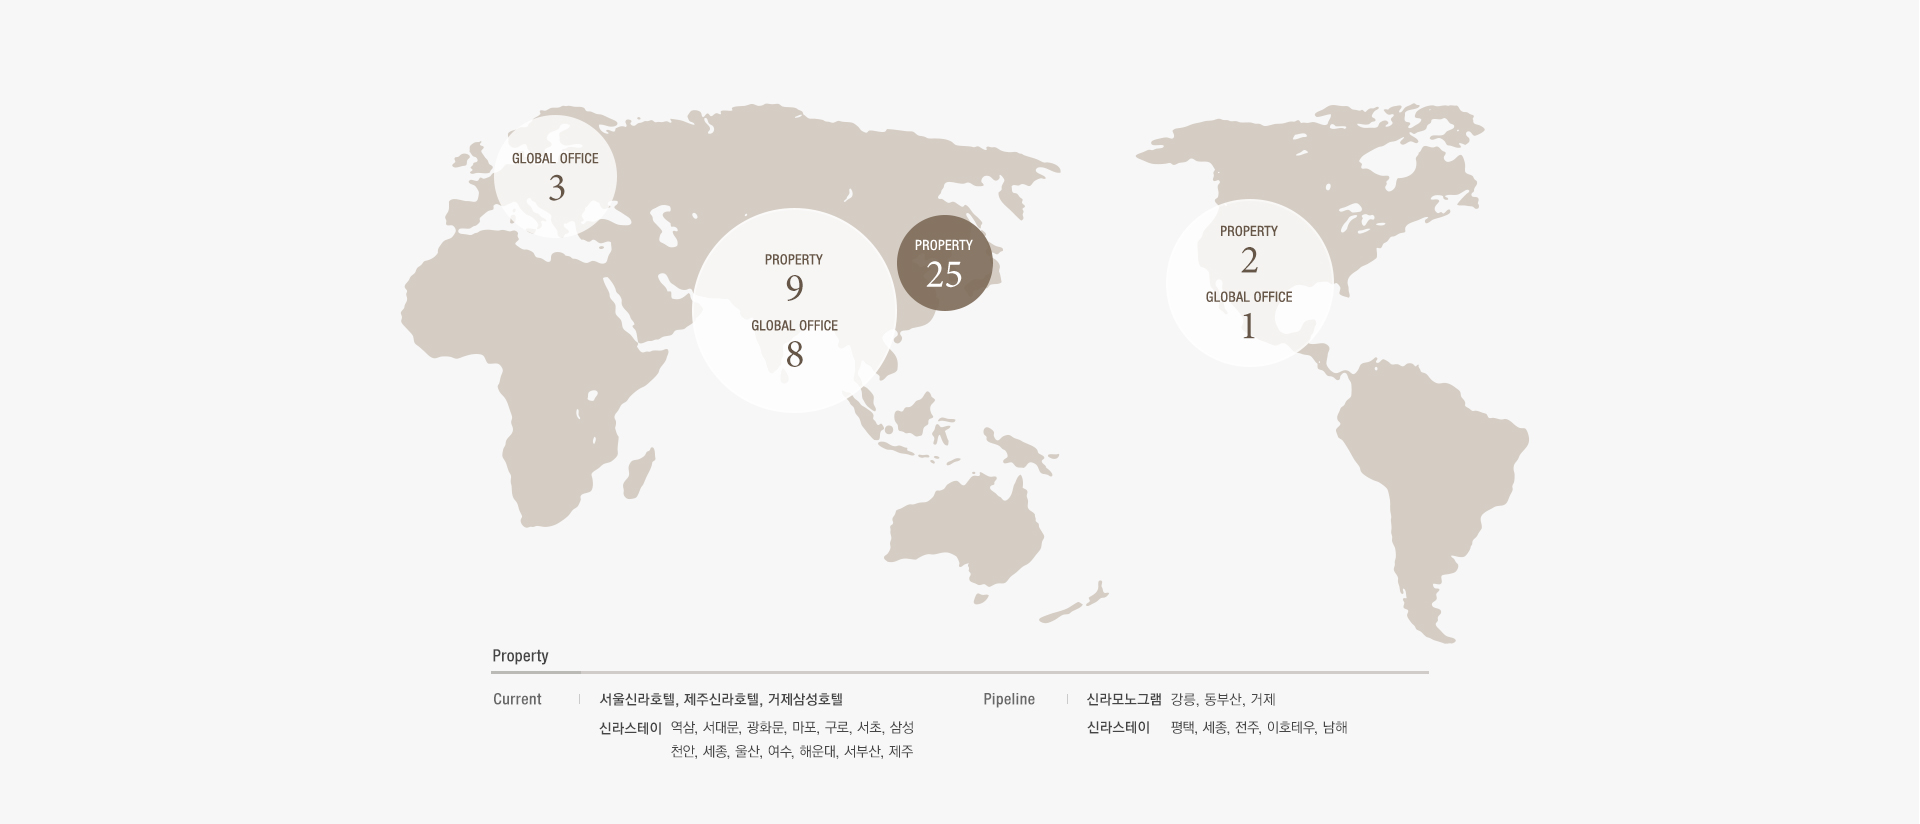 GLOBAL OFFICE
3
PROPERTY
9
GLOBAL OFFICE
8
PROPERTY
25
PROPERTY
2
GLOBAL OFFICE
1
Property
Current
서울신라호텔, 제주신라호텔, 거제삼성호텔
신라스테이 역삼, 서대문, 광화문, 마포, 구로, 서초, 삼성
천안, 세종, 울산, 여수, 해운대, 서부산, 제주
Pipeline
신라모노그램 강릉, 동부산, 거제
신라스테이 평택, 세종, 전주, 이호테우, 남해